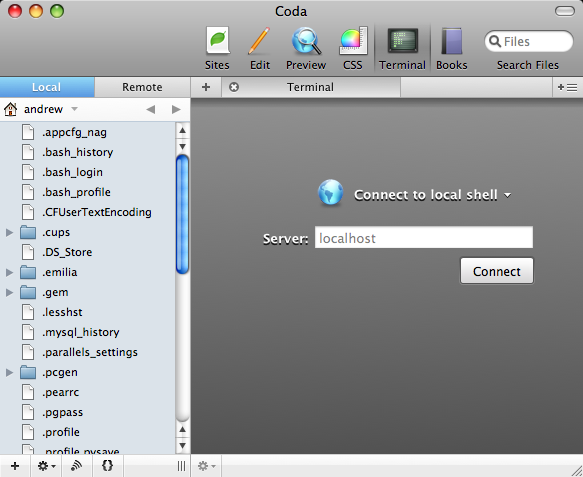 Coda
Sites Edit Preview CSS Terminal Books Search Files
Files
Local Remote Terminal
andrew
.appcfg_nag
.bash_history
.bash_login
.bash_profile
.CFUserTextEncoding
.cups
.DS_Store
.emilia
.gem
.lesshst
.mysql_history
.parallels_settings
.pcgen
.pearrc
.pgpass
.profile
.profile.pysave
Connect to local shell
Server: localhost
Connect